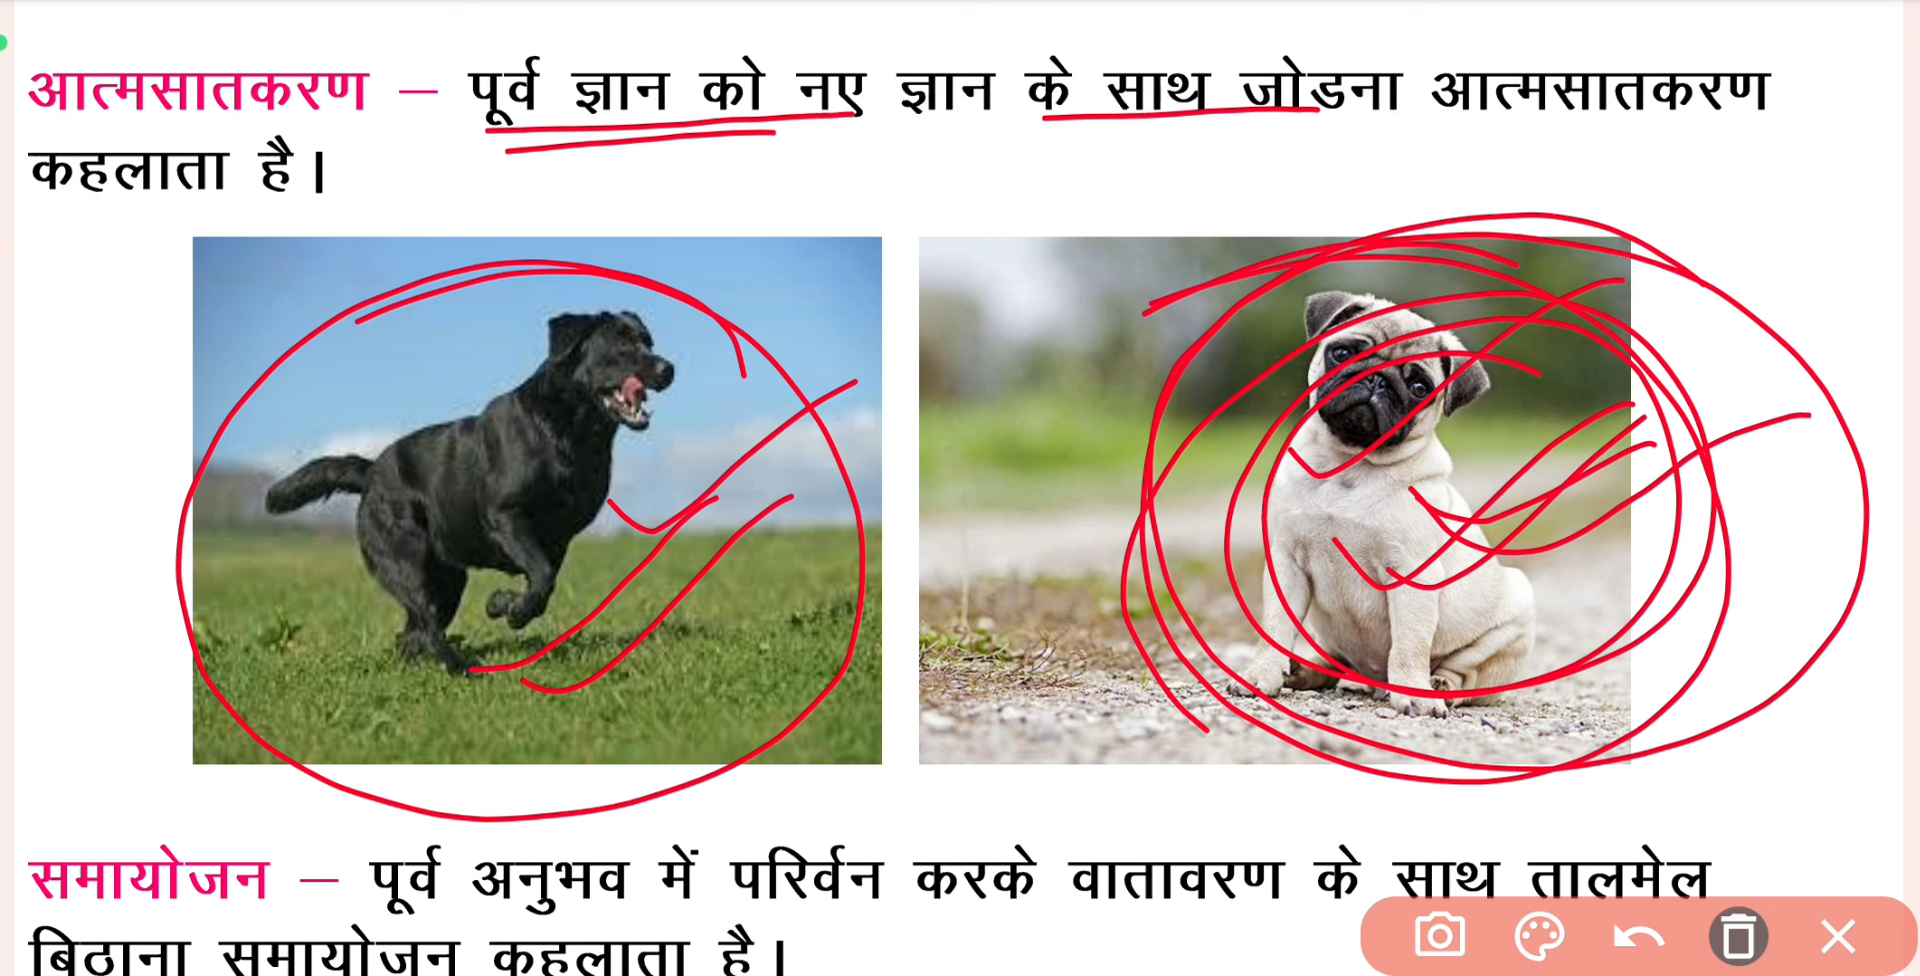 आत्मसातकरण – पूर्व ज्ञान को नए ज्ञान के साथ जोडना आत्मसातकरण
कहलाता है।
समायोजन – पूर्व अनुभव में परिर्वन करके वातावरण के साथ तालमेल
बिठाना समायोजन कहलाता है।